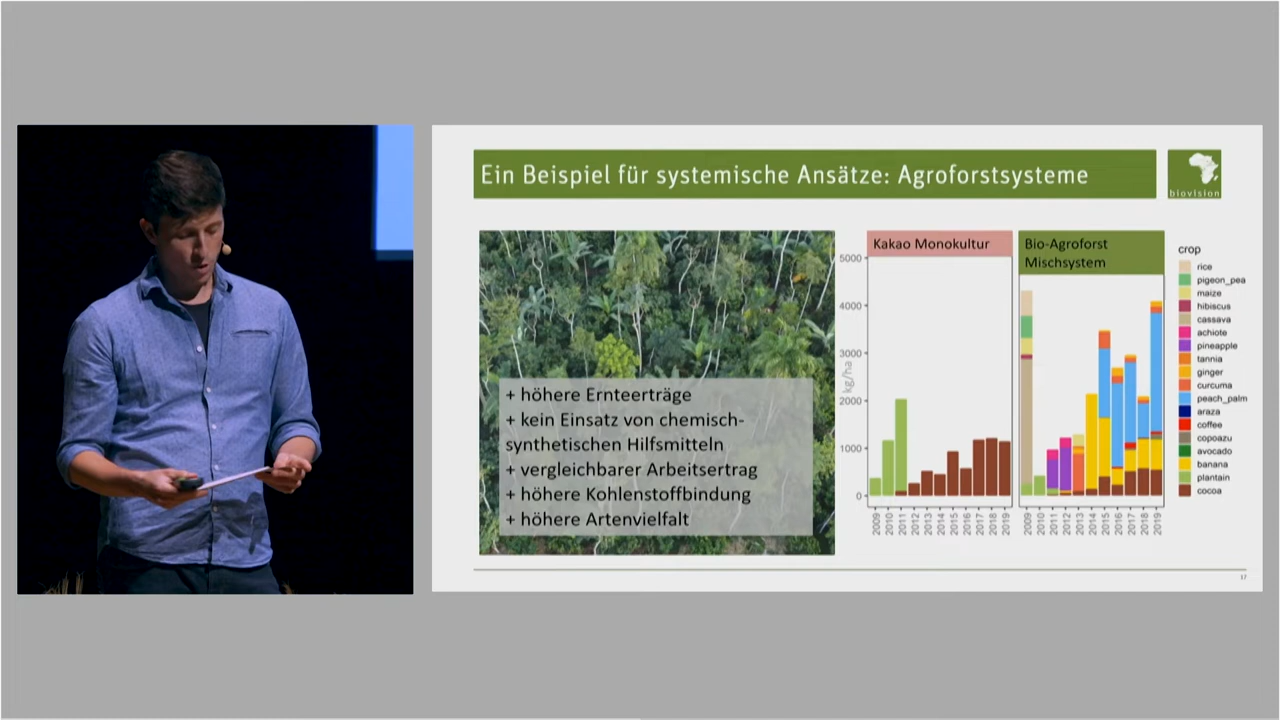 Ein Beispiel für systemische Ansätze: Agroforstsysteme
biovision
+ höhere Ernteerträge
+ kein Einsatz von chemisch-
synthetischen Hilfsmitteln
+ vergleichbarer Arbeitsertrag
+ höhere Kohlenstoffbindung
+ höhere Artenvielfalt
Kakao Monokultur
Bio-Agroforst
Mischsystem
kg/ha
5000
4000
3000
2000
1000
0
2009 2010 2011 2012 2013 2014 2015 2016 2017 2018 2019
2009 2010 2011 2012 2013 2014 2015 2016 2017 2018 2019
crop
rice
pigeon_pea
maize
hibiscus
cassava
achiote
pineapple
tannia
ginger
curcuma
peach_palm
araza
coffee
copoazu
avocado
banana
plantain
cocoa
17